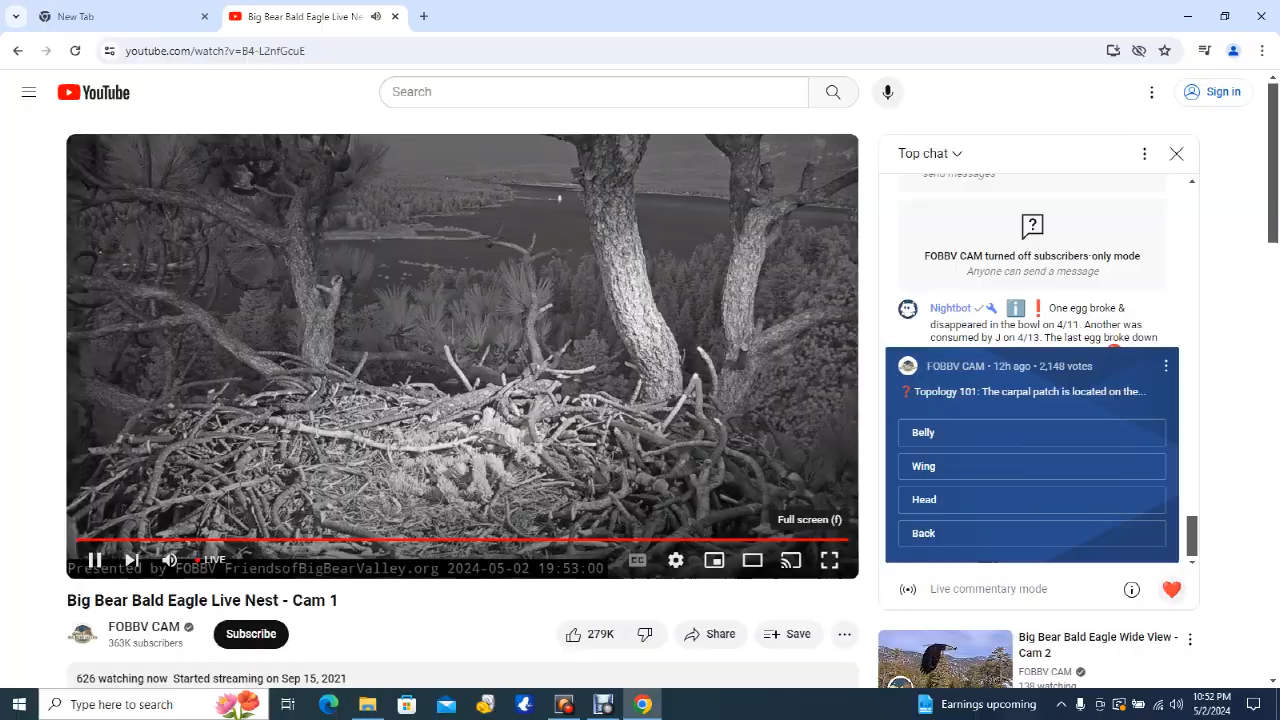 New Tab
Big Bear Bald Eagle Live Ne
youtube.com/watch?v=B4-L2nfGcuE
YouTube
Search
Sign in
Top chat
send messages
FOBBV CAM turned off subscribers-only mode
Anyone can send a message
Nightbot One egg broke &
disappeared in the bowl on 4/11. Another was
consumed by J on 4/13. The last egg broke down
FOBBV CAM • 12h ago • 2,148 votes
Topology 101: The carpal patch is located on the...
Belly
Wing
Head
Back
Live commentary mode
Full screen (f)
LIVE
CC
Presented by FOBBV FriendsofBigBearValley.org 2024-05-02 19:53:00
Big Bear Bald Eagle Live Nest - Cam 1
FOBBV CAM
363K subscribers
Subscribe
279K
Share
Save
626 watching now Started streaming on Sep 15, 2021
Big Bear Bald Eagle Wide View -
Cam 2
FOBBV CAM
138 watching
Type here to search
Earnings upcoming
10:52 PM
5/2/2024